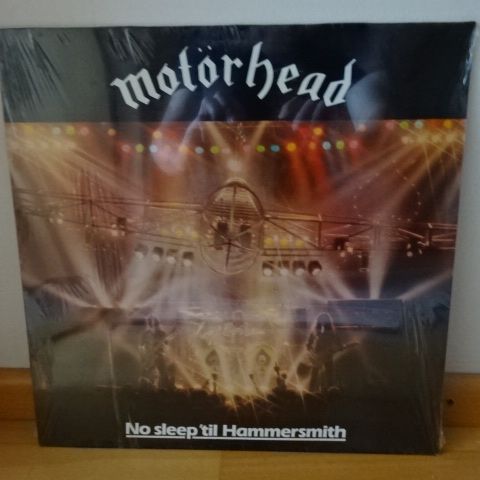 motörhead
No sleep 'til Hammersmith